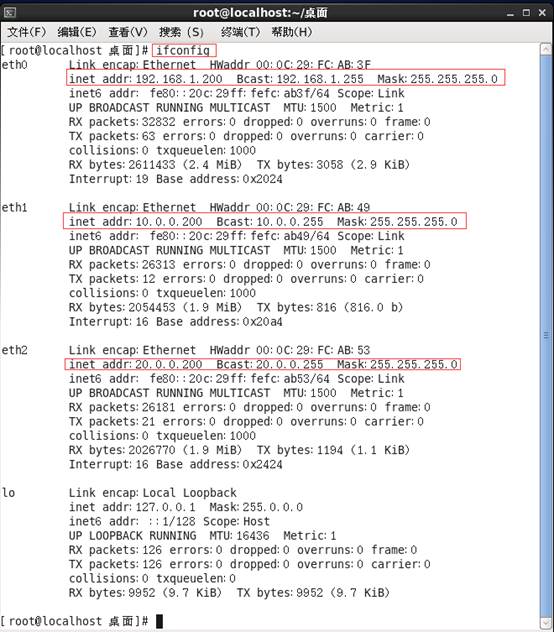 root@localhost:~/桌面
文件(F) 编辑(E) 查看(V) 搜索 (S) 终端(T) 帮助(H)
[root@localhost 桌面]# ifconfig
eth0 Link encap:Ethernet HWaddr 00:0C:29:FC:AB:3F
inet addr:192.168.1.200 Bcast:192.168.1.255 Mask:255.255.255.0
inet6 addr: fe80::20c:29ff:fefc:ab3f/64 Scope:Link
UP BROADCAST RUNNING MULTICAST MTU:1500 Metric:1
RX packets:32832 errors:0 dropped:0 overruns:0 frame:0
TX packets:63 errors:0 dropped:0 overruns:0 carrier:0
collisions:0 txqueuelen:1000
RX bytes:2611433 (2.4 MiB) TX bytes:3058 (2.9 KiB)
Interrupt:19 Base address:0x2024
eth1 Link encap:Ethernet HWaddr 00:0C:29:FC:AB:49
inet addr:10.0.0.200 Bcast:10.0.0.255 Mask:255.255.255.0
inet6 addr: fe80::20c:29ff:fefc:ab49/64 Scope:Link
UP BROADCAST RUNNING MULTICAST MTU:1500 Metric:1
RX packets:26313 errors:0 dropped:0 overruns:0 frame:0
TX packets:12 errors:0 dropped:0 overruns:0 carrier:0
collisions:0 txqueuelen:1000
RX bytes:2054453 (1.9 MiB) TX bytes:816 (816.0 b)
Interrupt:16 Base address:0x20a4
eth2 Link encap:Ethernet HWaddr 00:0C:29:FC:AB:53
inet addr:20.0.0.200 Bcast:20.0.0.255 Mask:255.255.255.0
inet6 addr: fe80::20c:29ff:fefc:ab53/64 Scope:Link
UP BROADCAST RUNNING MULTICAST MTU:1500 Metric:1
RX packets:26181 errors:0 dropped:0 overruns:0 frame:0
TX packets:21 errors:0 dropped:0 overruns:0 carrier:0
collisions:0 txqueuelen:1000
RX bytes:2026770 (1.9 MiB) TX bytes:1194 (1.1 KiB)
Interrupt:16 Base address:0x2424
lo Link encap:Local Loopback
inet addr:127.0.0.1 Mask:255.0.0.0
inet6 addr: ::1/128 Scope:Host
UP LOOPBACK RUNNING MTU:16436 Metric:1
RX packets:126 errors:0 dropped:0 overruns:0 frame:0
TX packets:126 errors:0 dropped:0 overruns:0 carrier:0
collisions:0 txqueuelen:0
RX bytes:9952 (9.7 KiB) TX bytes:9952 (9.7 KiB)
[root@localhost 桌面]#